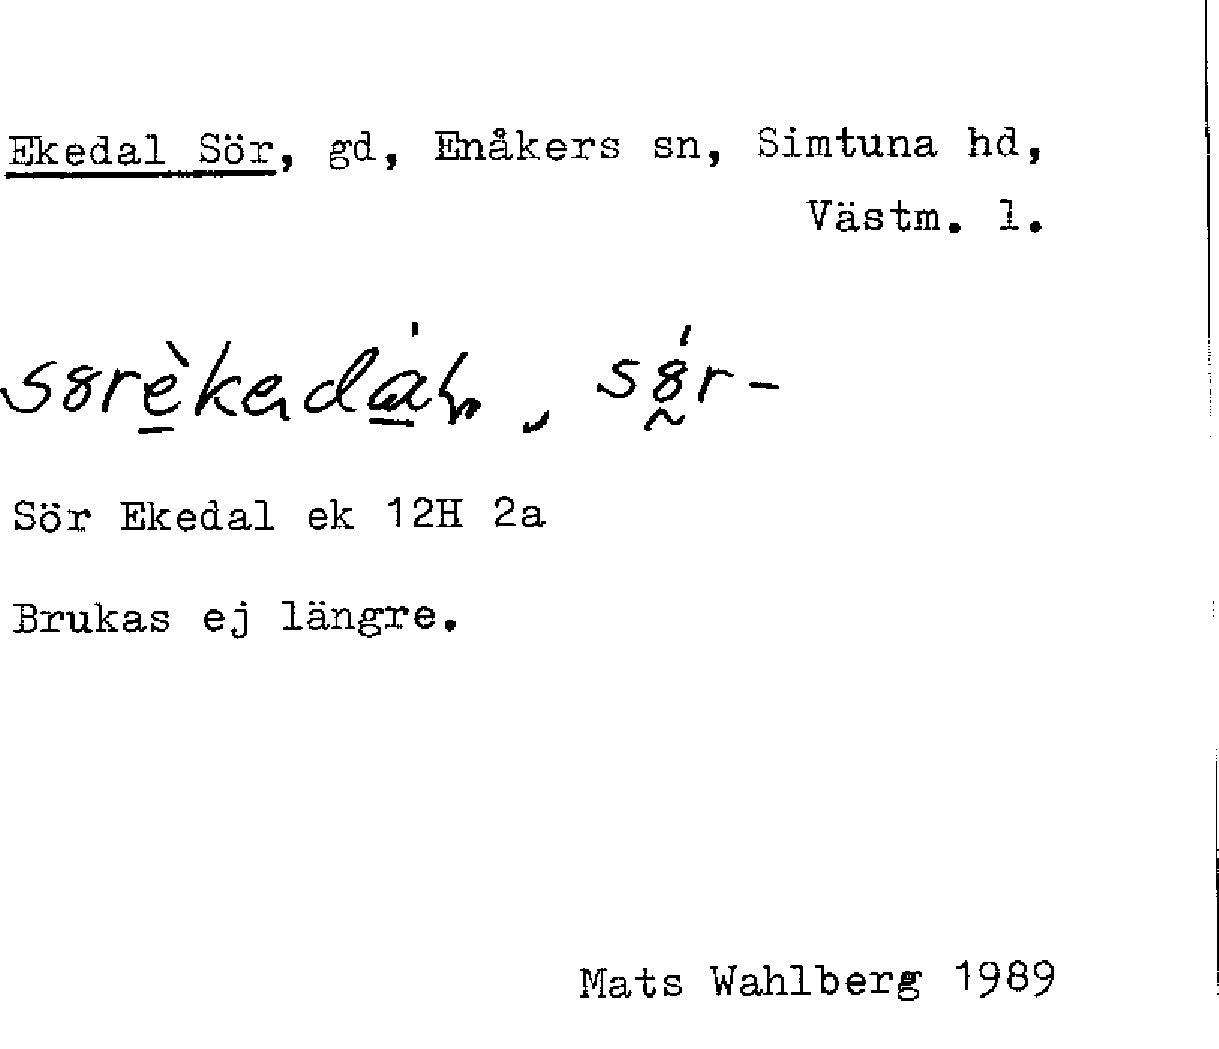 Ekedal Sör, gd, Enåkers sn, Simtuna hd,
Västm. l.
Sör Ekedal ek 12H 2a
Brukas ej längre.
Mats Wahlberg 1989